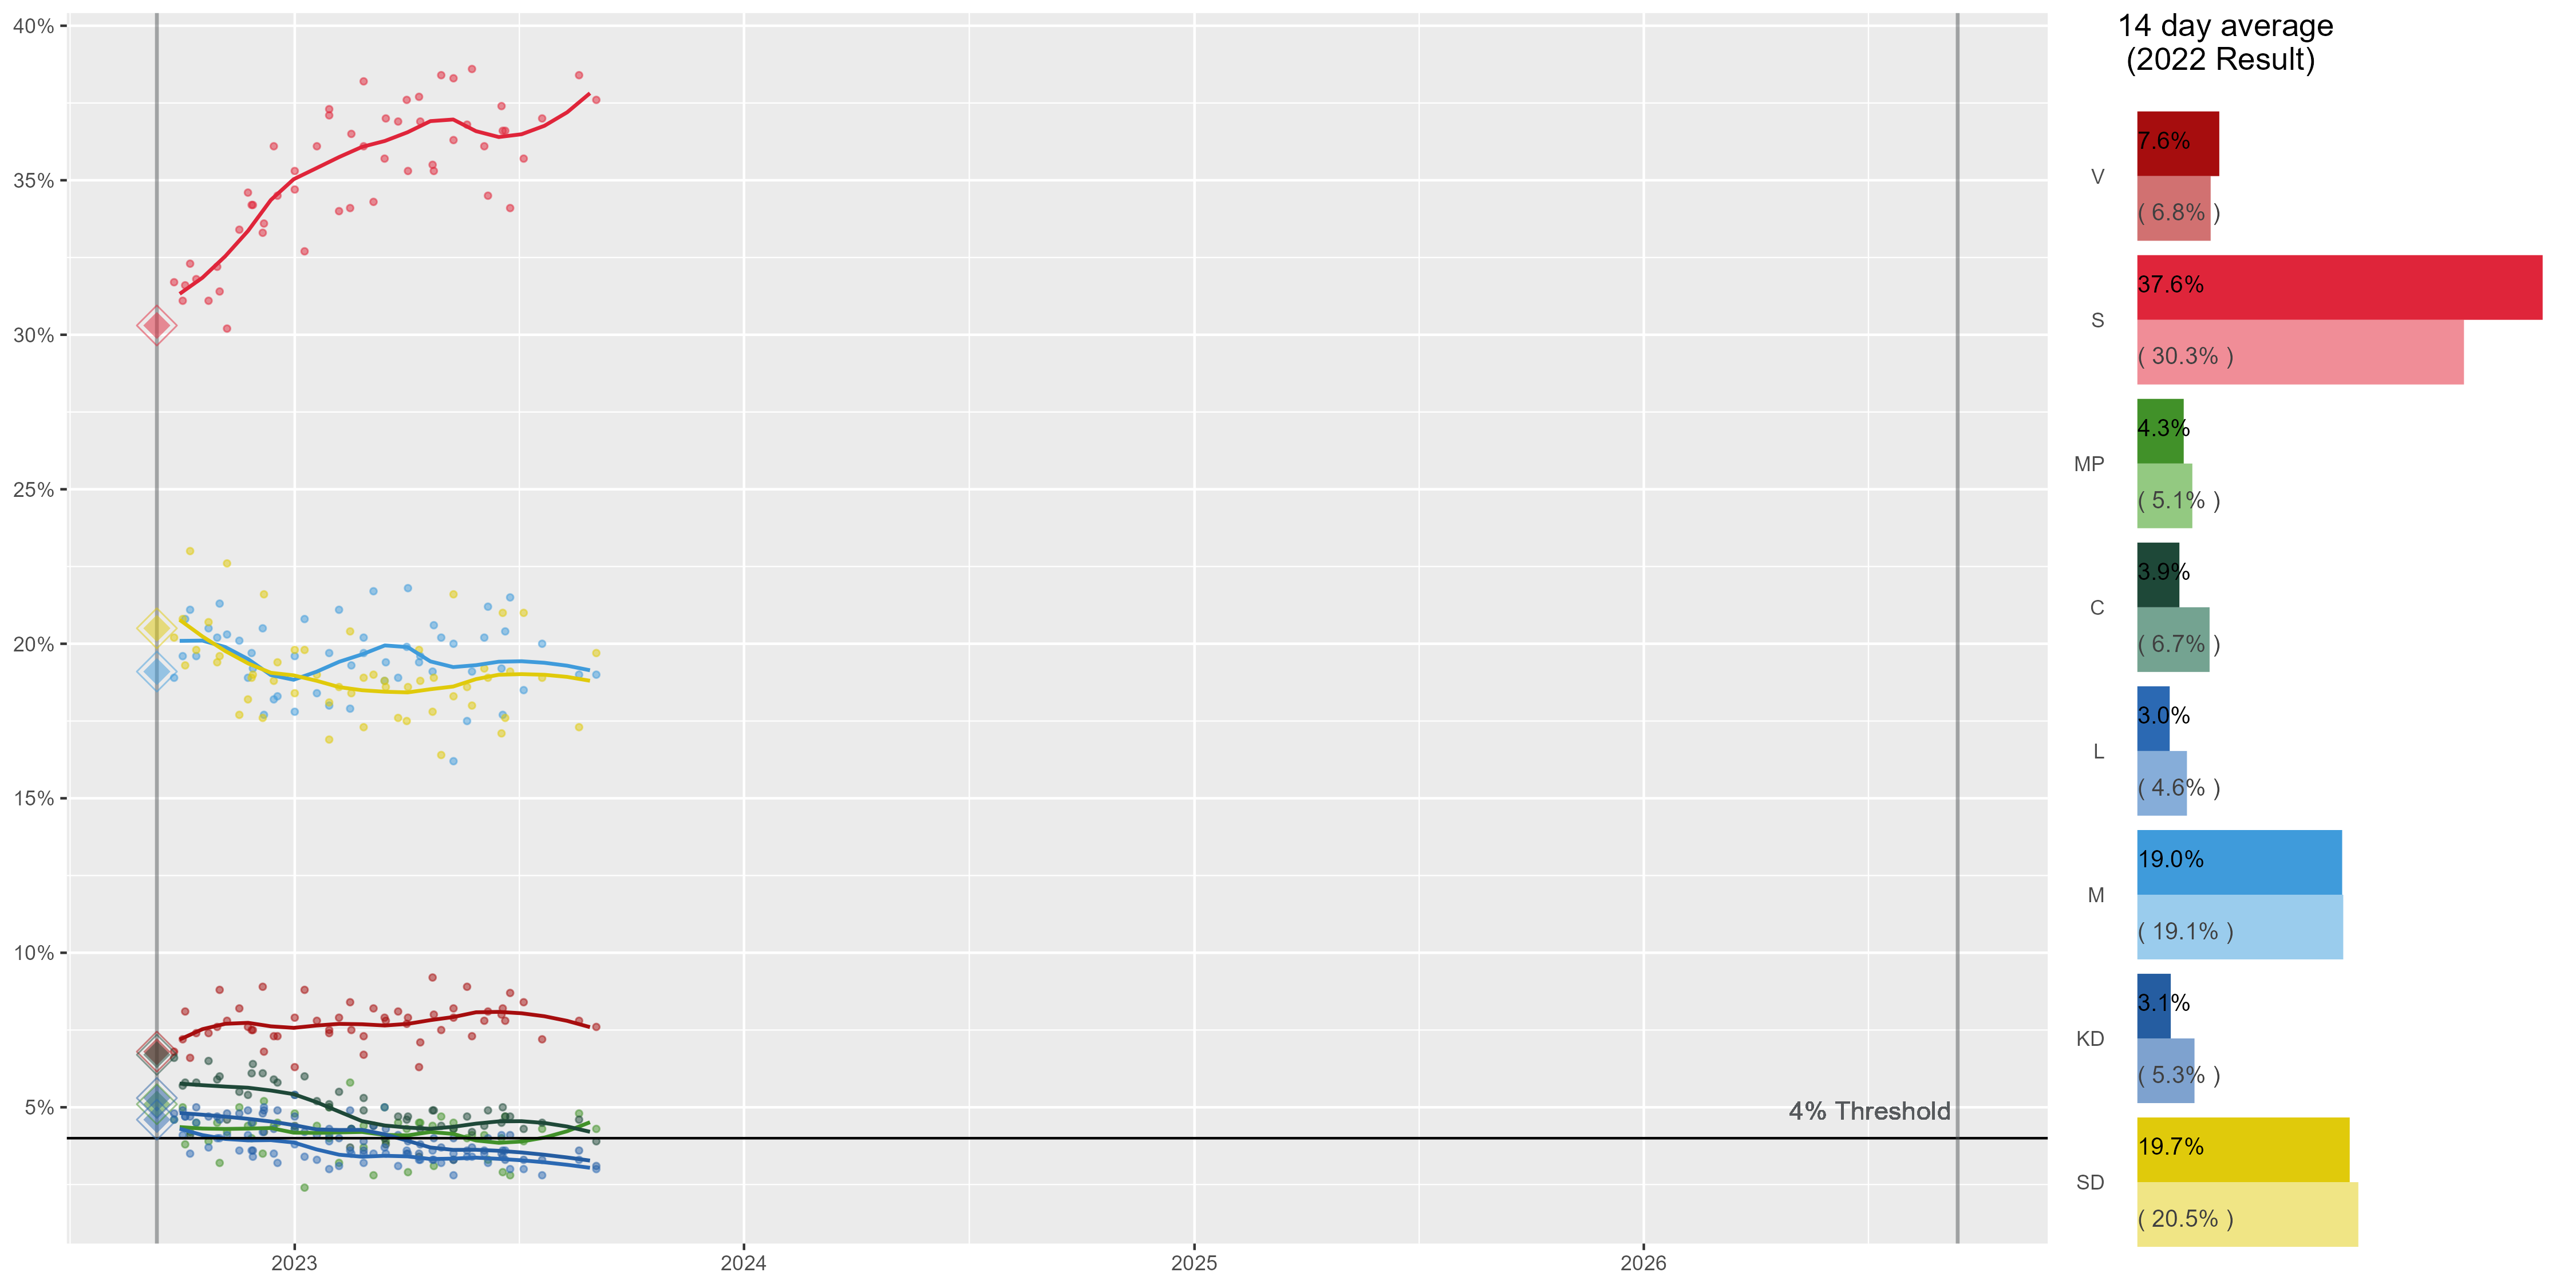 40%
35%
30%
25%
20%
15%
10%
5%
4% Threshold
2023
2024
2025
2026
14 day average
(2022 Result)
V
7.6%
( 6.8% )
S
37.6%
( 30.3% )
MP
4.3%
( 5.1% )
C
3.9%
( 6.7% )
L
3.0%
( 4.6% )
M
19.0%
( 19.1% )
KD
3.1%
( 5.3% )
SD
19.7%
( 20.5% )